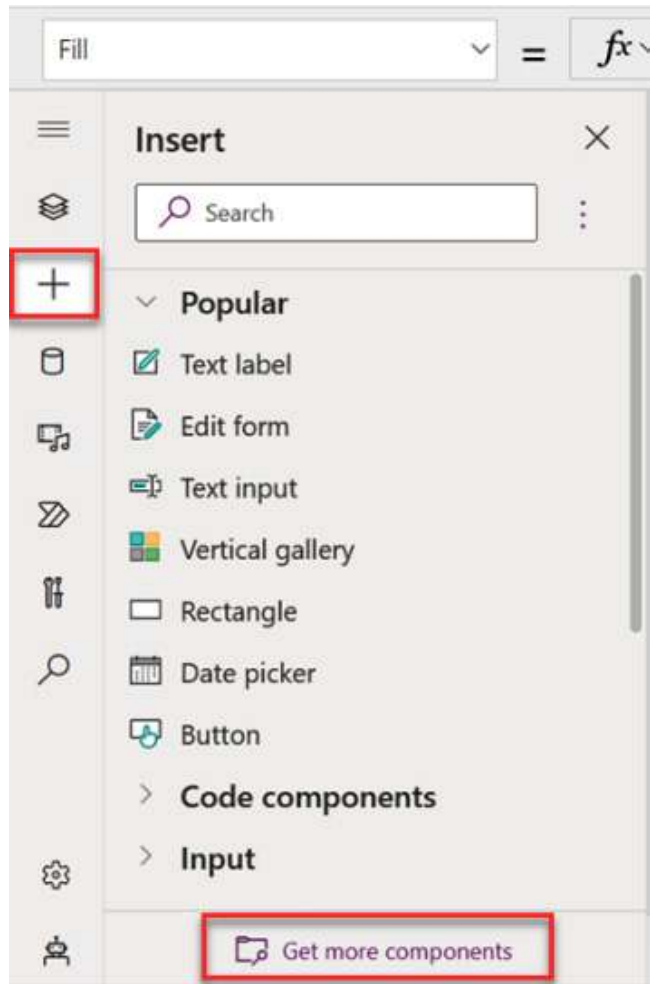 Fill
= fx
Insert
Search
Popular
Text label
Edit form
Text input
Vertical gallery
Rectangle
Date picker
Button
Code components
Input
Get more components